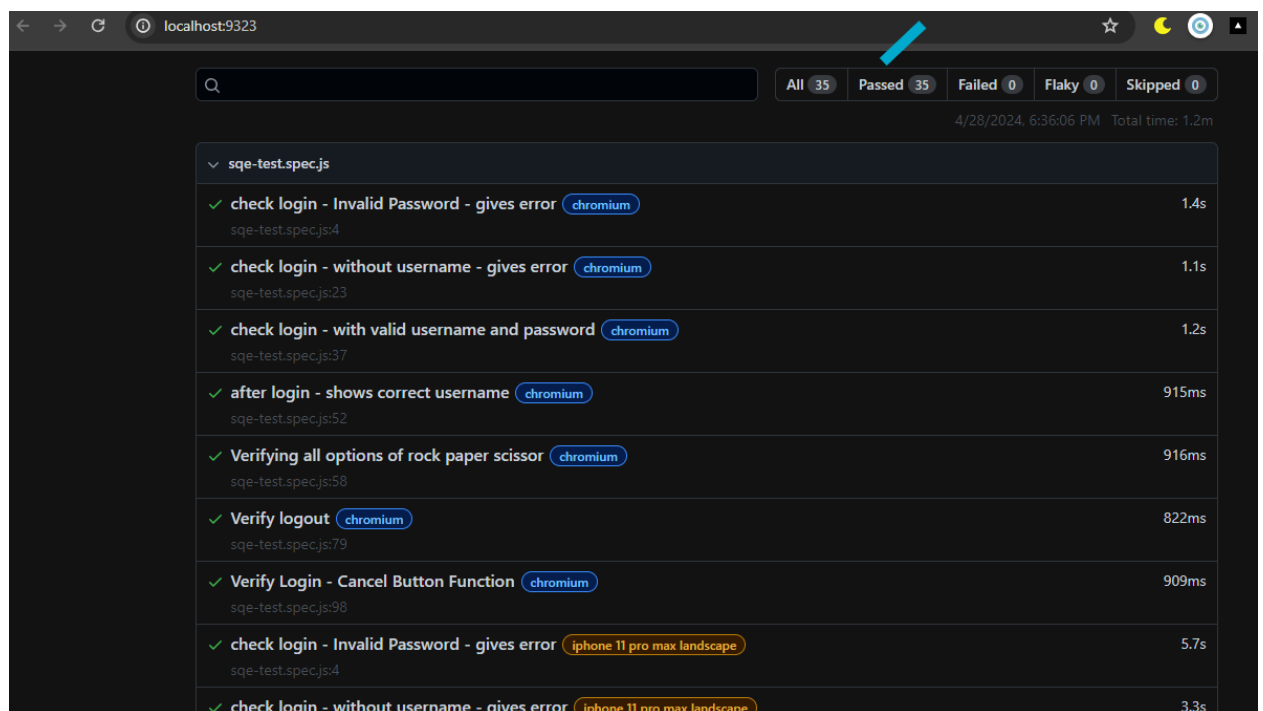 localhost:9323
All 35 Passed 35 Failed 0 Flaky 0 Skipped 0
4/28/2024, 6:36:06 PM Total time: 1.2m
sqe-test.spec.js
check login - Invalid Password - gives error chromium 1.4s
sqe-test.spec.js:4
check login - without username - gives error chromium 1.1s
sqe-test.spec.js:23
check login - with valid username and password chromium 1.2s
sqe-test.spec.js:37
after login - shows correct username chromium 915ms
sqe-test.spec.js:52
Verifying all options of rock paper scissor chromium 916ms
sqe-test.spec.js:58
Verify logout chromium 822ms
sqe-test.spec.js:79
Verify Login - Cancel Button Function chromium 909ms
sqe-test.spec.js:98
check login - Invalid Password - gives error iphone 11 pro max landscape 5.7s
sqe-test.spec.js:4
check login - without username - gives error iphone 11 pro max landscape 3.3s